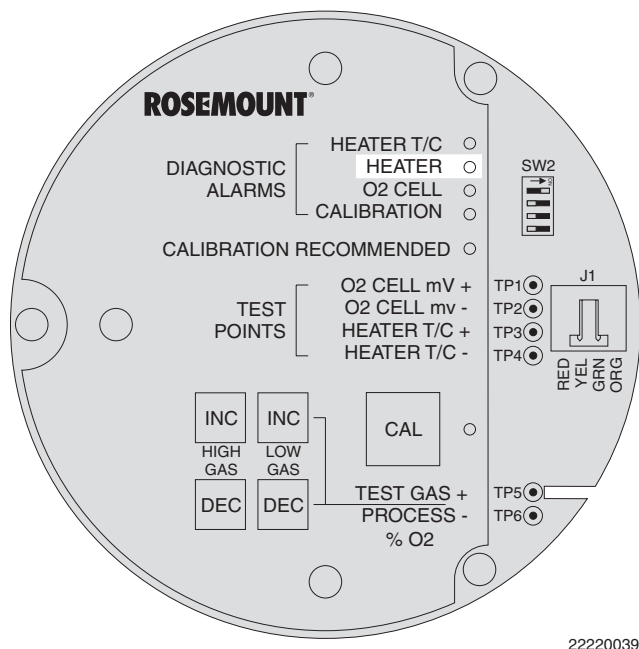 ROSEMOUNT®
DIAGNOSTIC
ALARMS
HEATER T/C
HEATER
O2 CELL
CALIBRATION
CALIBRATION RECOMMENDED
SW2
ON
TEST
POINTS
O2 CELL mV +
O2 CELL mv -
HEATER T/C +
HEATER T/C -
TP1
TP2
TP3
TP4
J1
RED
YEL
GRN
ORG
INC
INC
HIGH
GAS
LOW
GAS
DEC
DEC
CAL
TEST GAS +
PROCESS -
% O2
TP5
TP6
22220039